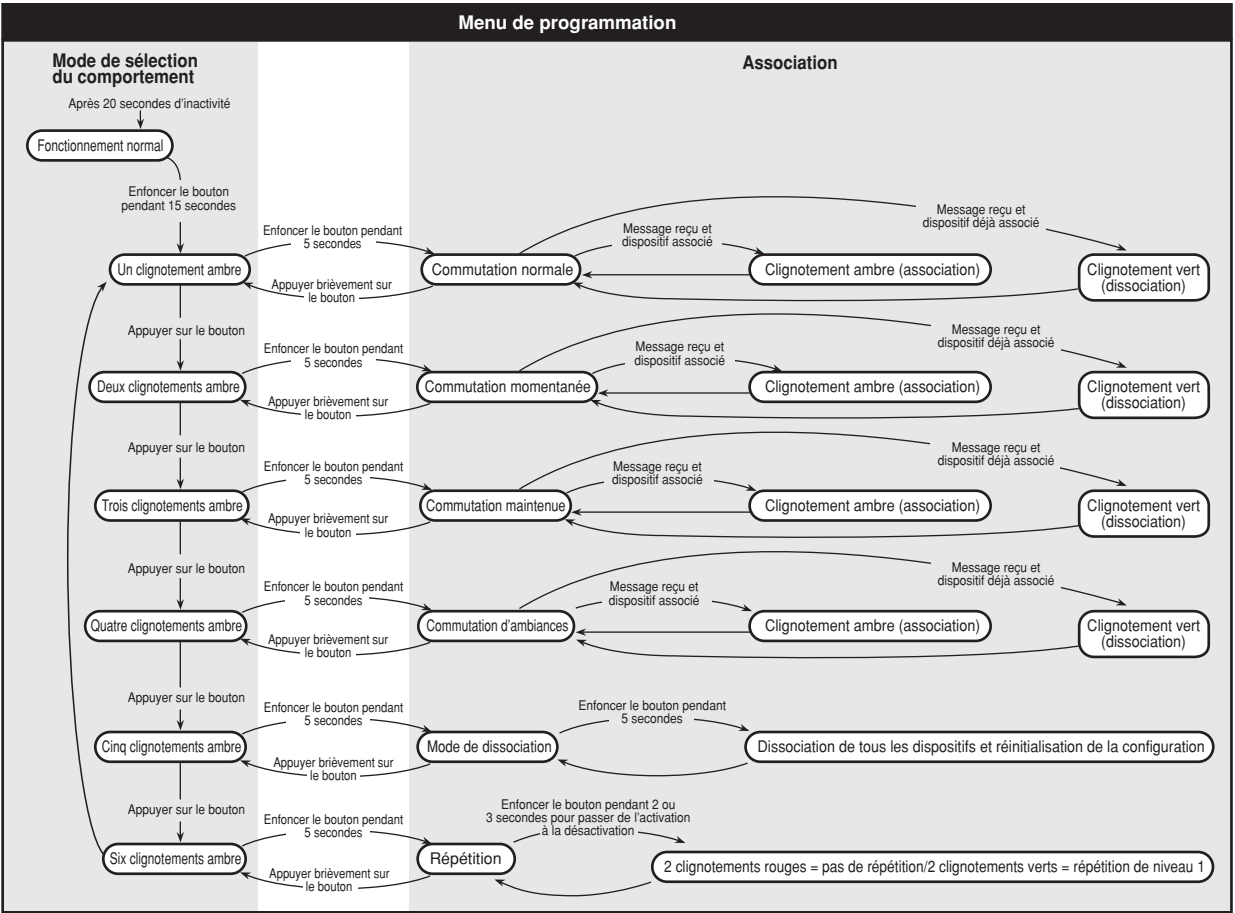 Menu de programmation
Mode de sélection
du comportement
Association
Après 20 secondes d'inactivité
Fonctionnement normal
Enfoncer le bouton
pendant 15 secondes
Enfoncer le bouton pendant
5 secondes
Message reçu et
dispositif associé
Message reçu et
dispositif déjà associé
Un clignotement ambre
Commutation normale
Clignotement ambre (association)
Clignotement vert
(dissociation)
Appuyer brièvement sur
le bouton
Appuyer sur le bouton
Enfoncer le bouton pendant
5 secondes
Message reçu et
dispositif associé
Message reçu et
dispositif déjà associé
Deux clignotements ambre
Commutation momentanée
Clignotement ambre (association)
Clignotement vert
(dissociation)
Appuyer brièvement sur
le bouton
Appuyer sur le bouton
Enfoncer le bouton pendant
5 secondes
Message reçu et
dispositif associé
Message reçu et
dispositif déjà associé
Trois clignotements ambre
Commutation maintenue
Clignotement ambre (association)
Clignotement vert
(dissociation)
Appuyer brièvement sur
le bouton
Appuyer sur le bouton
Enfoncer le bouton pendant
5 secondes
Message reçu et
dispositif associé
Message reçu et
dispositif déjà associé
Quatre clignotements ambre
Commutation d'ambiances
Clignotement ambre (association)
Clignotement vert
(dissociation)
Appuyer brièvement sur
le bouton
Appuyer sur le bouton
Enfoncer le bouton pendant
5 secondes
Enfoncer le bouton pendant
5 secondes
Cinq clignotements ambre
Mode de dissociation
Dissociation de tous les dispositifs et réinitialisation de la configuration
Appuyer brièvement sur
le bouton
Appuyer sur le bouton
Enfoncer le bouton pendant
5 secondes
Enfoncer le bouton pendant 2 ou
3 secondes pour passer de l'activation
à la désactivation
Six clignotements ambre
Répétition
2 clignotements rouges = pas de répétition/2 clignotements verts = répétition de niveau 1
Appuyer brièvement sur
le bouton